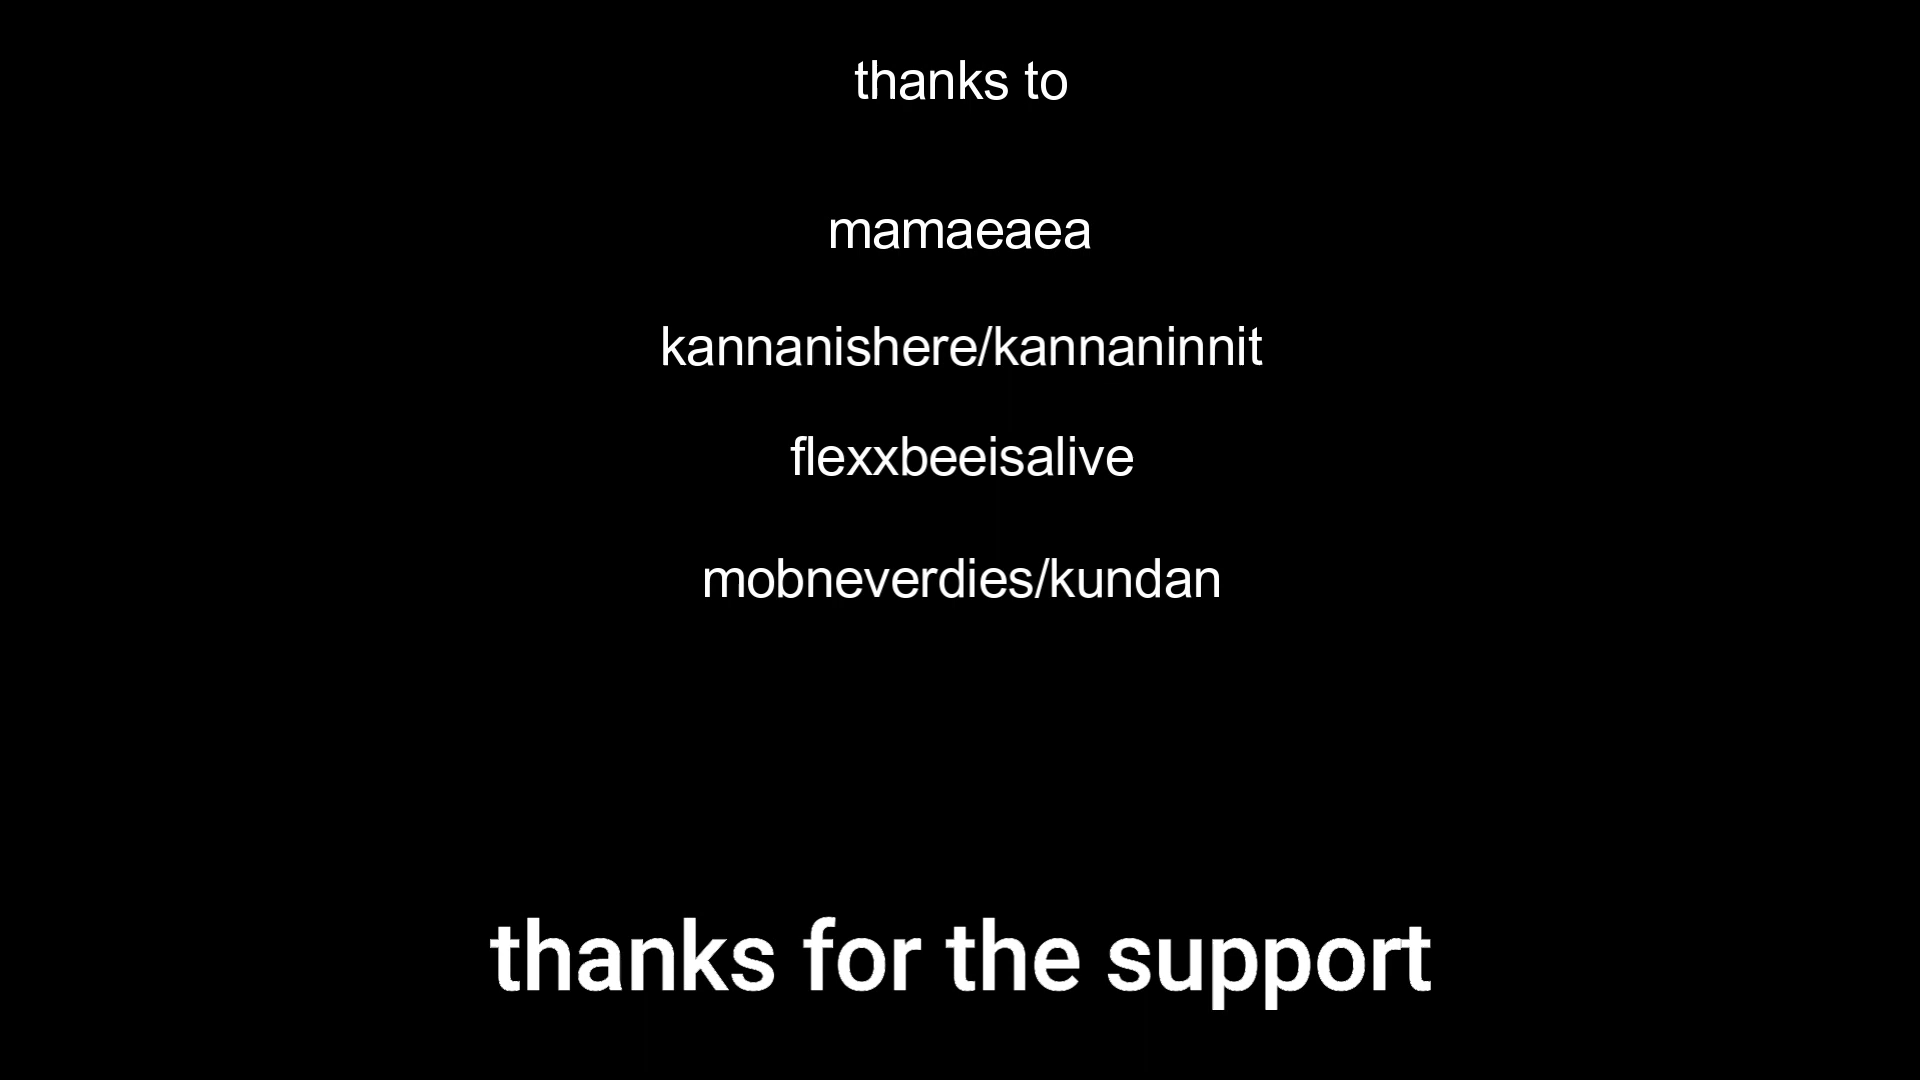 thanks to
mamaeaea
kannanishere/kannaninnit
flexxbeeisalive
mobneverdies/kundan
thanks for the support